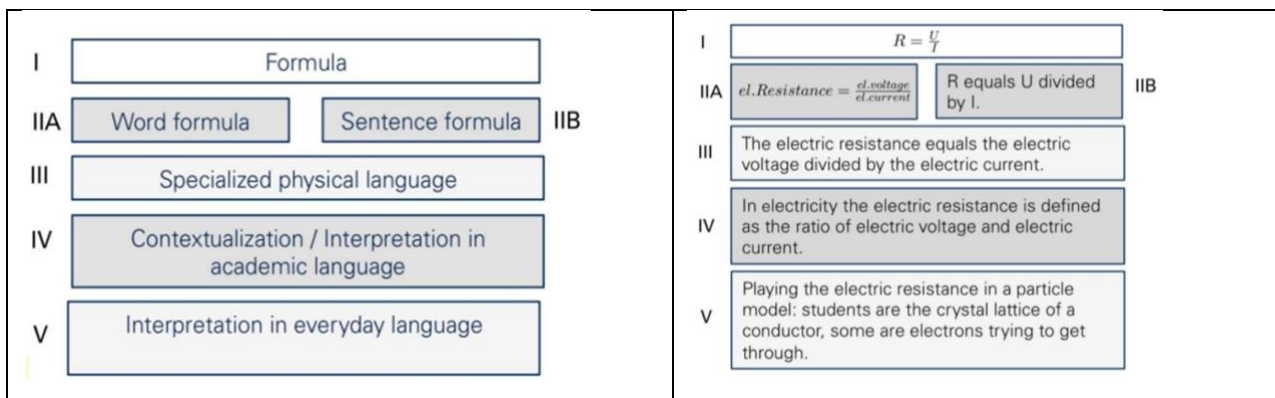 I
Formula
IIA
Word formula
Sentence formula
IIB
III
Specialized physical language
IV
Contextualization / Interpretation in
academic language
V
Interpretation in everyday language
I
R = U/I
IIA
el.Resistance = el.voltage/el.current
R equals U divided
by I.
IIB
III
The electric resistance equals the electric
voltage divided by the electric current.
IV
In electricity the electric resistance is defined
as the ratio of electric voltage and electric
current.
V
Playing the electric resistance in a particle
model: students are the crystal lattice of a
conductor, some are electrons trying to get
through.